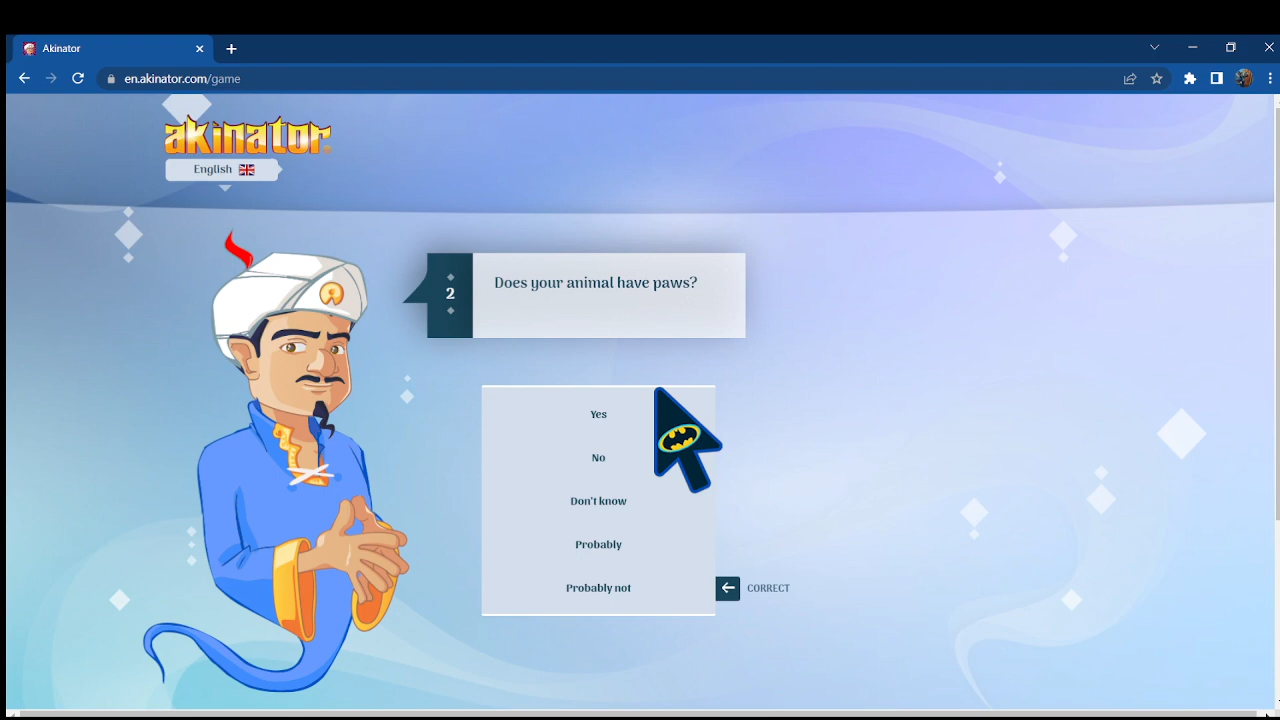 Akinator
en.akinator.com/game
akinator
English
2
Does your animal have paws?
Yes
No
Don't know
Probably
Probably not
CORRECT